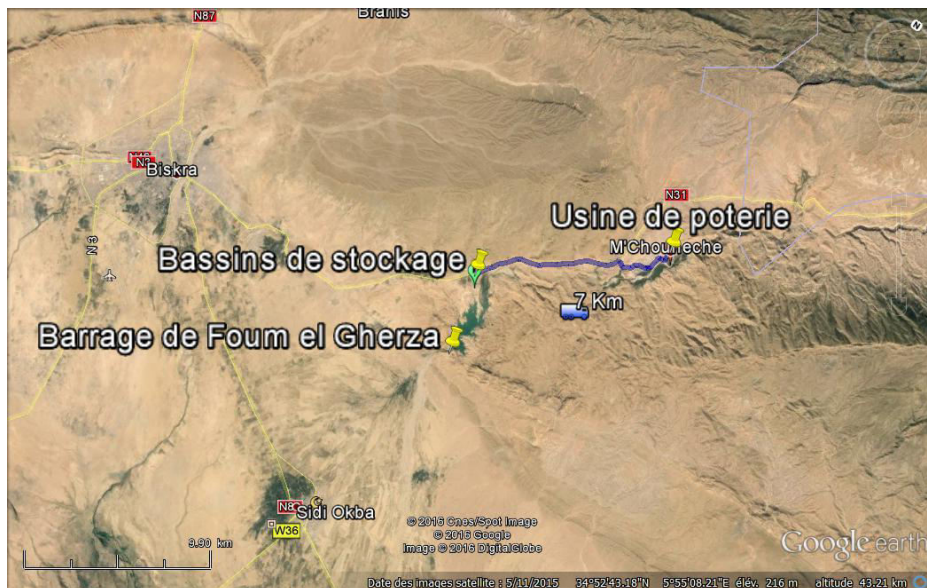 N87
Branis
N
Biskra
N31
Usine de poterie
M'Chouneche
Bassins de stockage
N3
7 Km
Barrage de Foum el Gherza
Sidi Okba
W36
© 2016 Cnes/Spot Image
© 2016 Google
Image © 2016 DigitalGlobe
Google earth
9.90 km
Date des images satellite : 5/11/2015 34°52'43.18"N 5°55'08.21"E élév. 216 m altitude 43.21 km